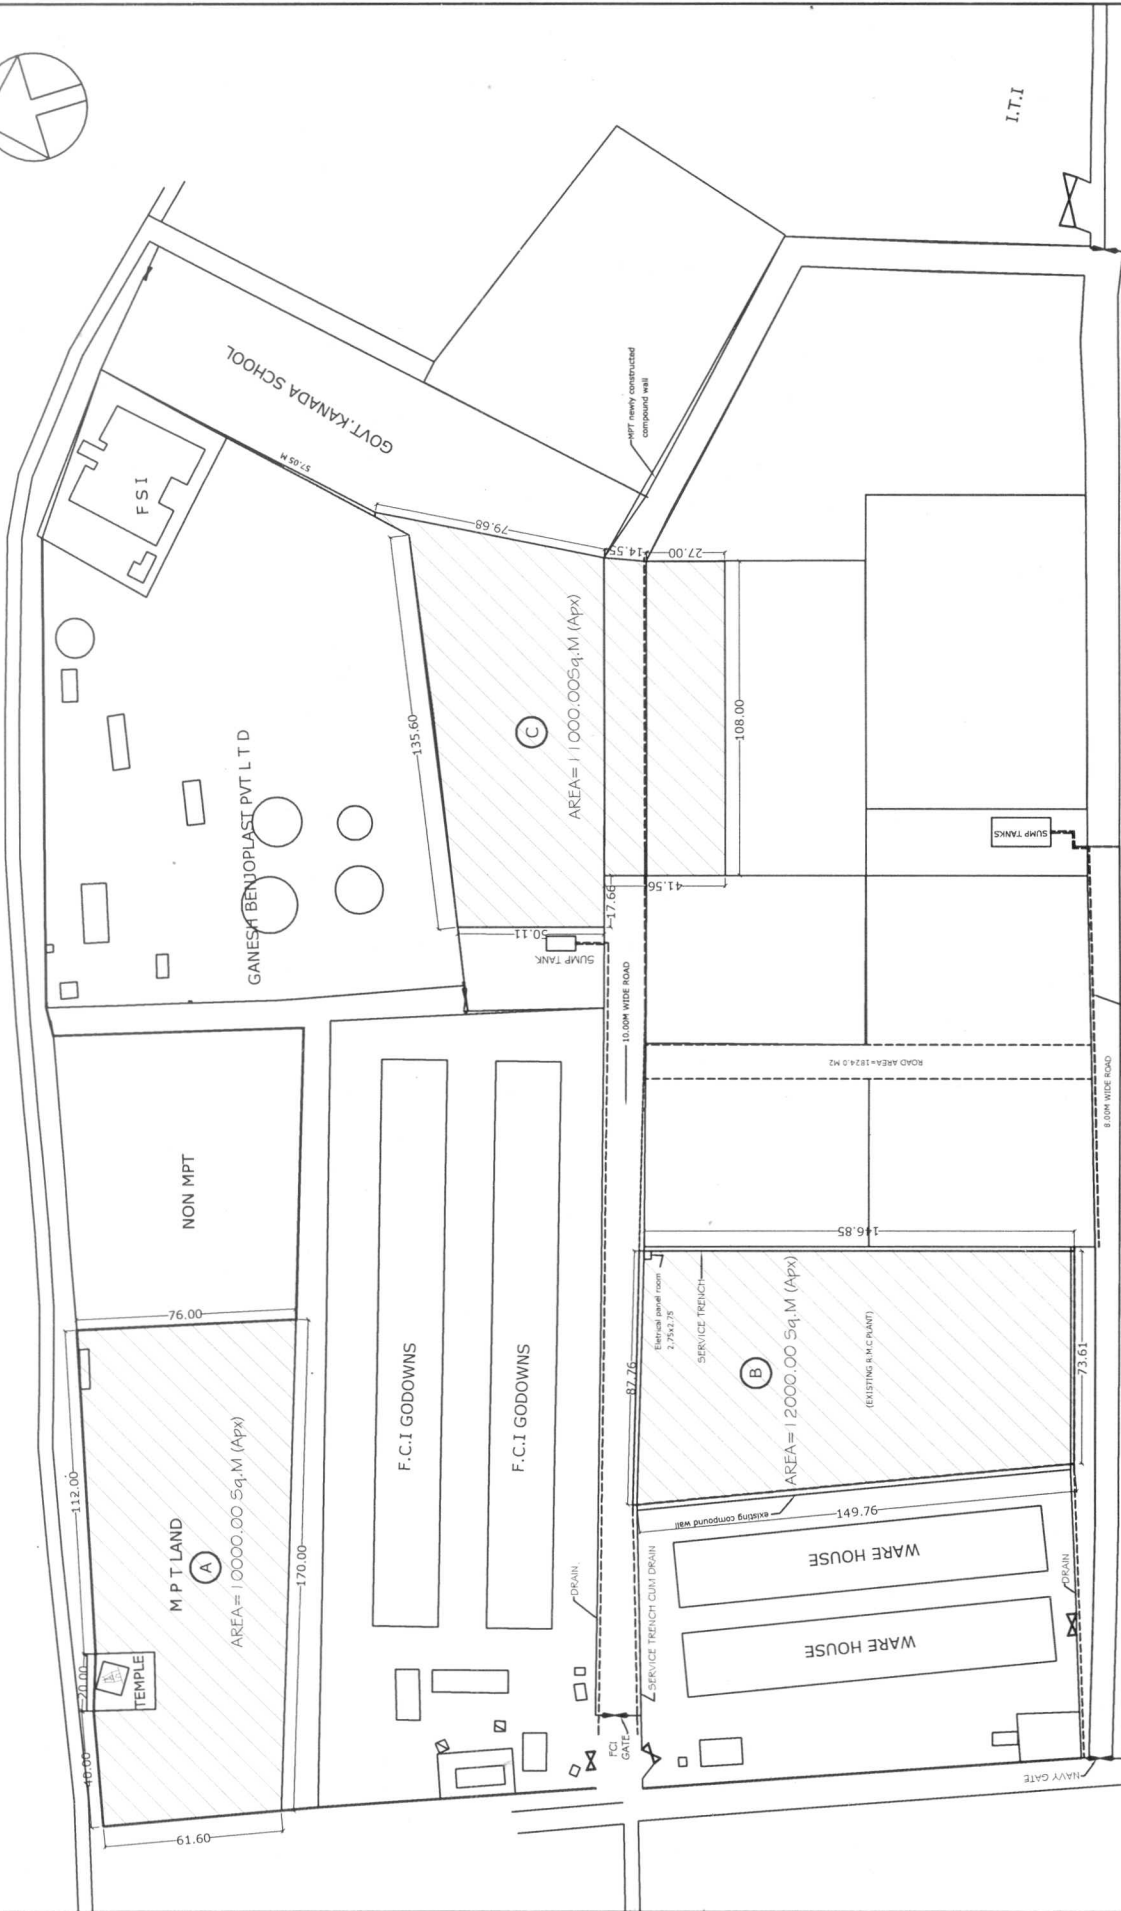 I.T.I
GOVT.KANADA SCHOOL
MPT newly constructed
compound wall
F S I
57.05 M
79.68
14.55
27.00
135.60
C
AREA=11000.00Sq.M (Apx)
108.00
GANESH BENJOPLAST PVT L T D
SUMP TANKS
41.56
17.66
50.11
SUMP TANK
10.00M WIDE ROAD
ROAD AREA=1824.0 M2
8.00M WIDE ROAD
NON MPT
76.00
146.85
Eletrical panel room
2.75x2.75
SERVICE TRENCH
87.76
B
AREA=12000.00 Sq.M (Apx)
(EXISTING R.M.C PLANT)
73.61
F.C.I GODOWNS
F.C.I GODOWNS
112.00
M P T LAND
A
AREA=10000.00 Sq.M (Apx)
170.00
existing compound wall
149.76
WARE HOUSE
WARE HOUSE
DRAIN
DRAIN
SERVICE TRENCH CUM DRAIN
20.00
TEMPLE
40.00
61.60
FCI
GATE
NAVY GATE